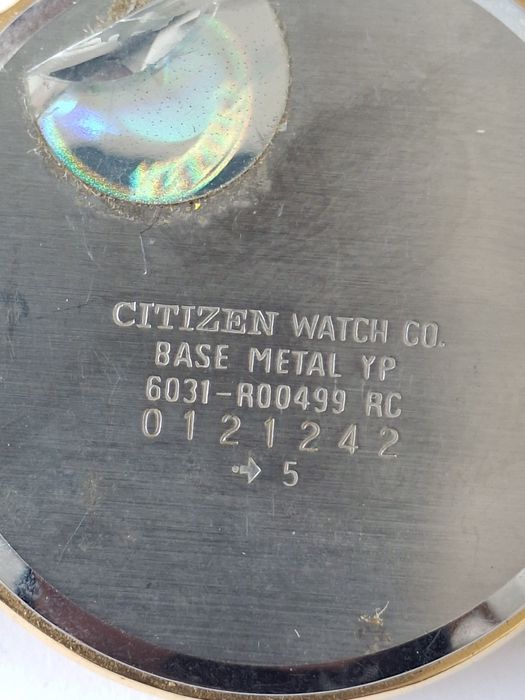 CITIZEN WATCH CO.
BASE METAL YP
6031-R00499 RC
0121242
➔ 5